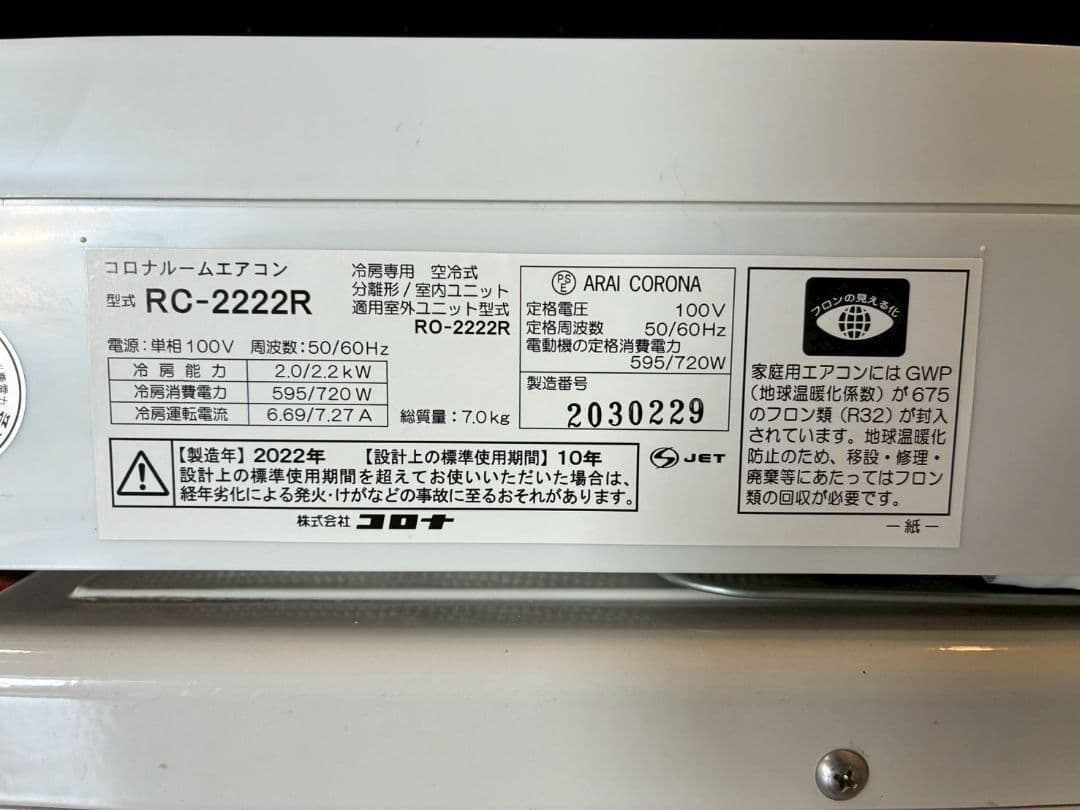 コロナルームエアコン
型式 RC-2222R
冷房専用 空冷式
分離形/室内ユニット
適用室外ユニット型式
RO-2222R
電源:単相100V 周波数:50/60Hz
冷房能力 2.0/2.2kW
冷房消費電力 595/720W
冷房運転電流 6.69/7.27A
総質量:7.0kg
PSE ARAI CORONA
定格電圧 100V
定格周波数 50/60Hz
電動機の定格消費電力
595/720W
製造番号
2030229
【製造年】2022年 【設計上の標準使用期間】10年
設計上の標準使用期間を超えてお使いいただいた場合は、
経年劣化による発火・けがなどの事故に至るおそれがあります。
JET
株式会社 コロナ
フロンの見える化
家庭用エアコンにはGWP
(地球温暖化係数)が675
のフロン類(R32)が封入
されています。地球温暖化
防止のため、移設・修理・
廃棄等にあたってはフロン
類の回収が必要です。
-紙-